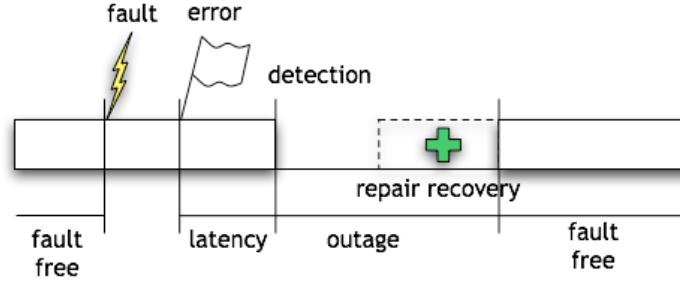 fault error
detection
repair recovery
latency outage
fault
free
fault
free